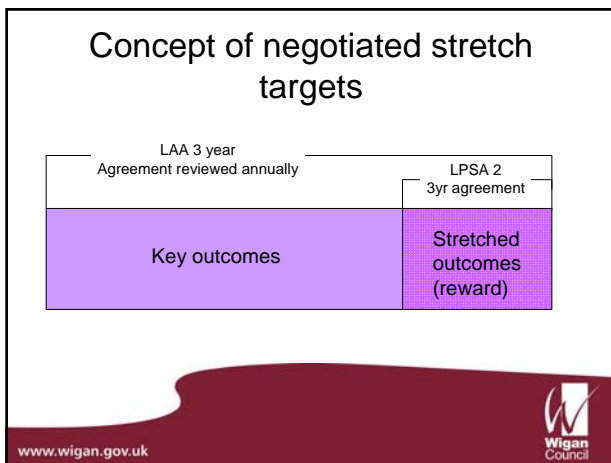 Concept of negotiated stretch
targets
LAA 3 year
Agreement reviewed annually
LPSA 2
3yr agreement
Key outcomes
Stretched
outcomes
(reward)
www.wigan.gov.uk
Wigan
Council